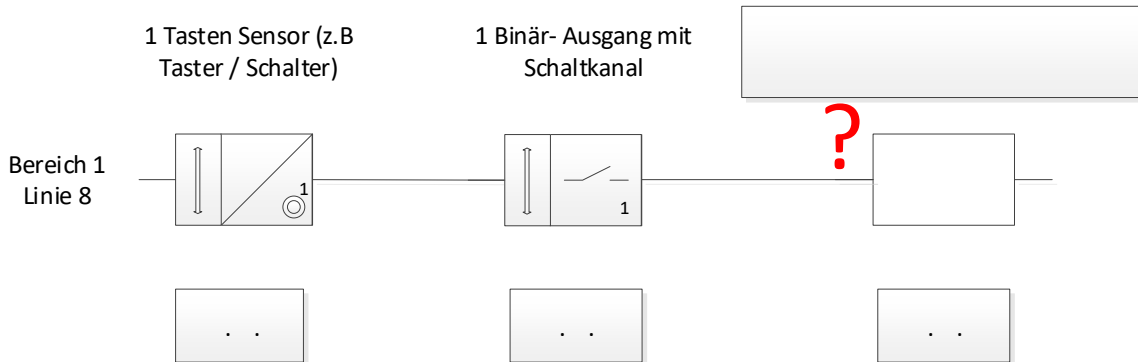 1 Tasten Sensor (z.B
Taster / Schalter)
1 Binär- Ausgang mit
Schaltkanal
?
Bereich 1
Linie 8
1
1
. .
. .
. .